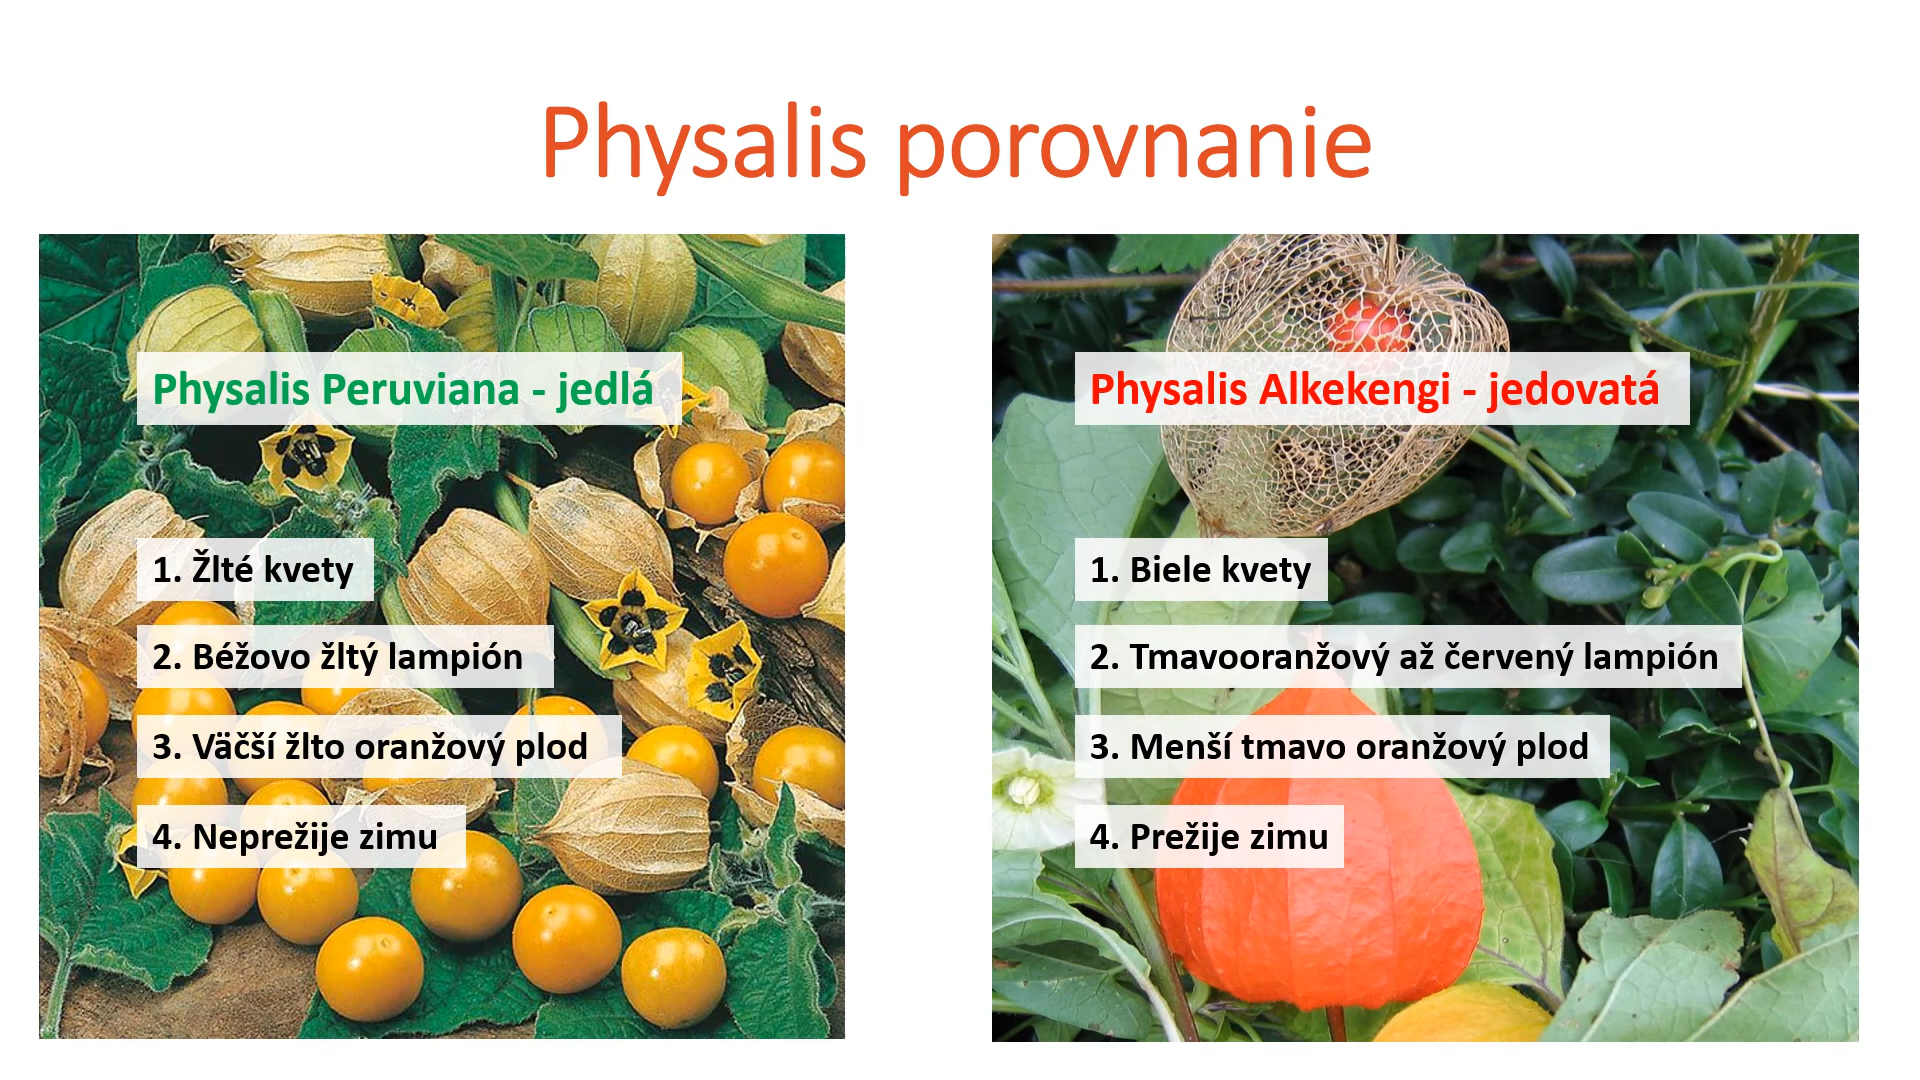 Physalis porovnanie
Physalis Peruviana - jedlá
1. Žlté kvety
2. Béžovo žltý lampión
3. Väčší žlto oranžový plod
4. Neprežije zimu
Physalis Alkekengi - jedovatá
1. Biele kvety
2. Tmavooranžový až červený lampión
3. Menší tmavo oranžový plod
4. Prežije zimu